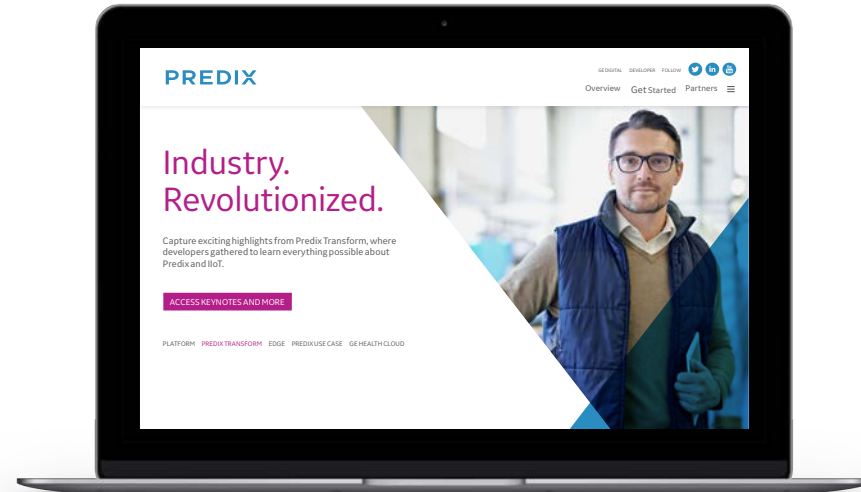 PREDIX
GE DIGITAL DEVELOPER FOLLOW
Overview Get Started Partners
Industry.
Revolutionized.
Capture exciting highlights from Predix Transform, where
developers gathered to learn everything possible about
Predix and IIoT.
ACCESS KEYNOTES AND MORE
PLATFORM PREDIX TRANSFORM EDGE PREDIX USE CASE GE HEALTH CLOUD